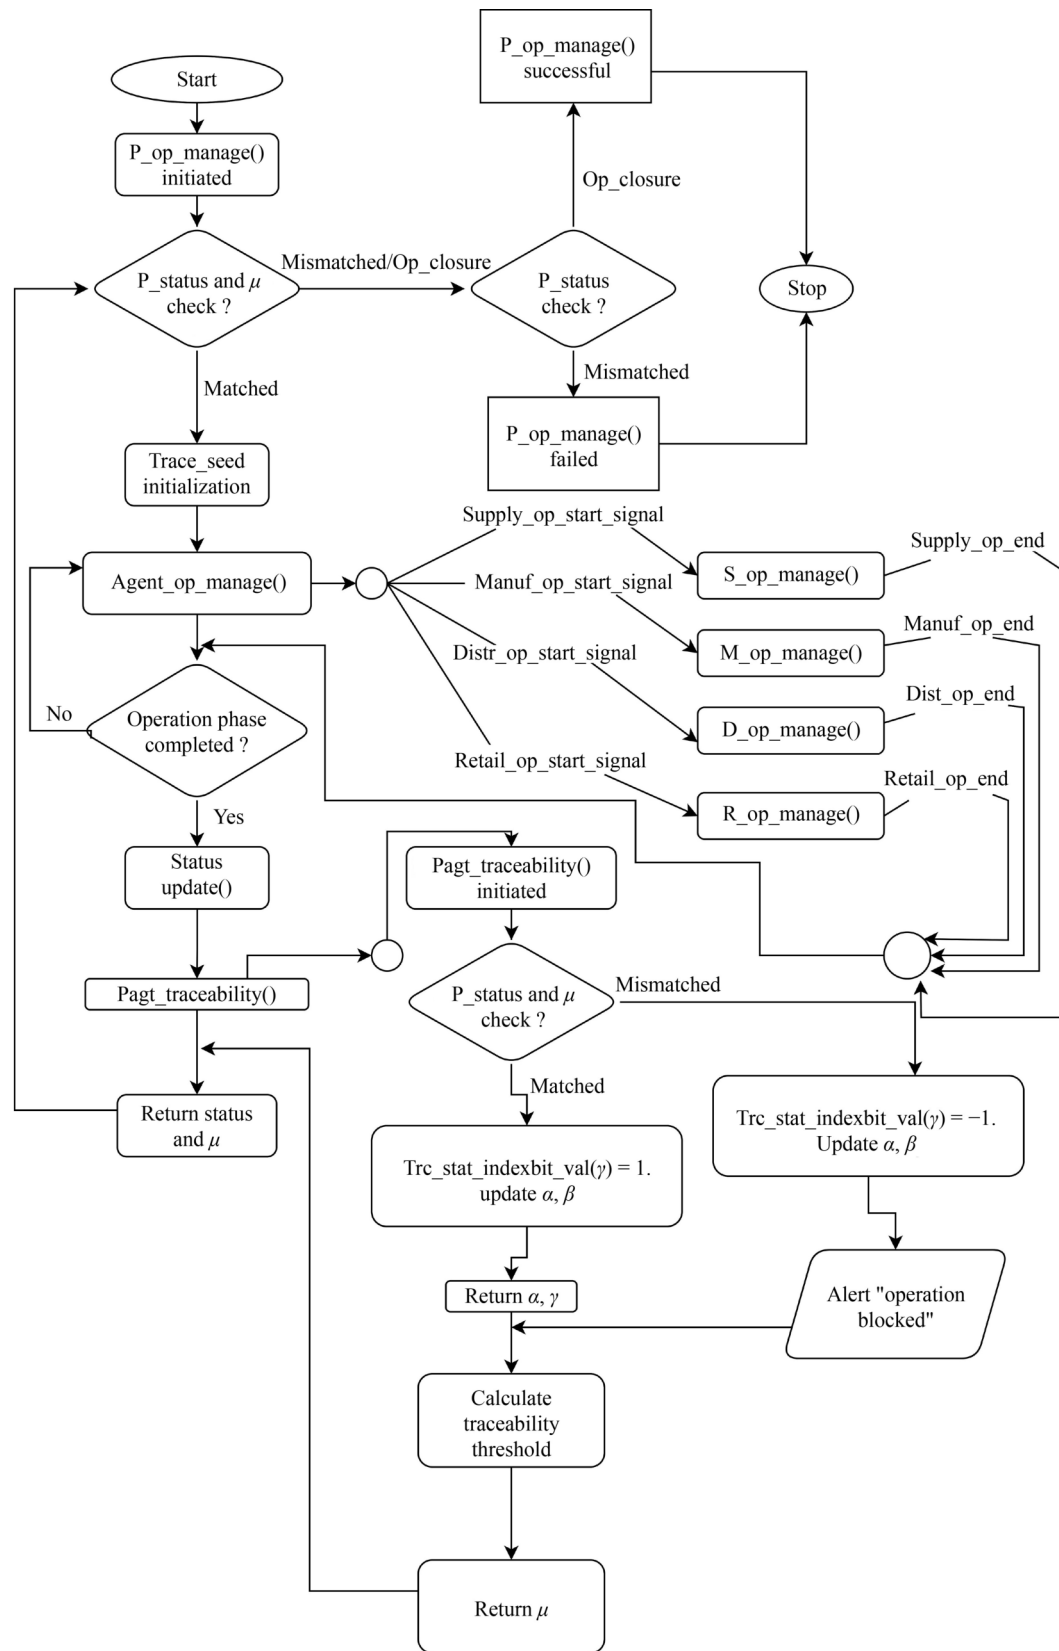 P_op_manage()
successful
Start
P_op_manage()
initiated
Op_closure
Mismatched/Op_closure
P_status and μ
check ?
P_status
check ?
Stop
Matched
Mismatched
P_op_manage()
failed
Trace_seed
initialization
Supply_op_start_signal
Supply_op_end
Agent_op_manage()
Manuf_op_start_signal
S_op_manage()
Manuf_op_end
Distr_op_start_signal
M_op_manage()
Dist_op_end
No
Operation phase
completed ?
D_op_manage()
Retail_op_start_signal
Retail_op_end
R_op_manage()
Yes
Status
update()
Pagt_traceability()
initiated
Pagt_traceability()
P_status and μ
check ?
Mismatched
Matched
Return status
and μ
Trc_stat_indexbit_val(γ) = −1.
Update α, β
Trc_stat_indexbit_val(γ) = 1.
update α, β
Return α, γ
Alert "operation
blocked"
Calculate
traceability
threshold
Return μ